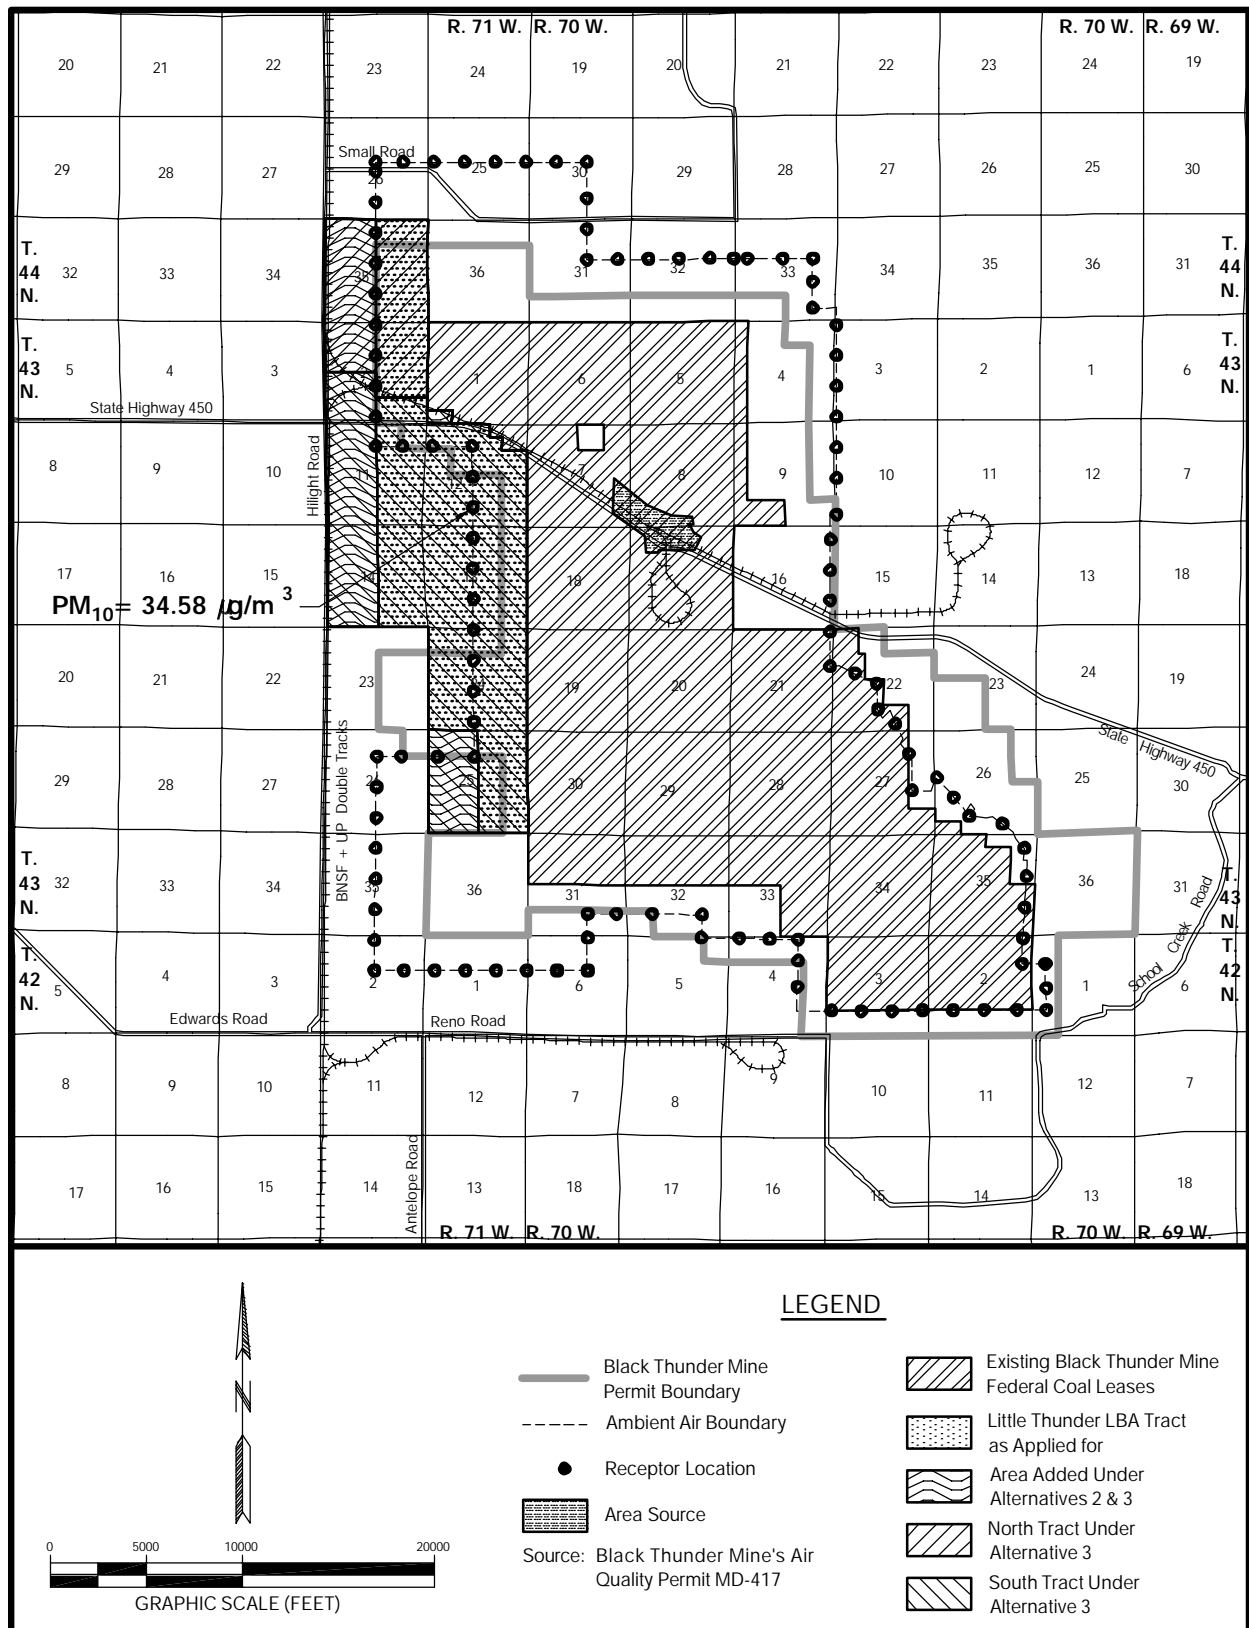 R. 71 W. R. 70 W. R. 70 W. R. 69 W.
20 21 22 23 24 19 20 21 22 23 24 19
Small Road
29 28 27 26 25 30 29 28 27 26 25 30
T. 44 N. T. 44 N.
32 33 34 35 36 31 32 33 34 35 36 31
T. 43 N. T. 43 N.
5 4 3 1 6 5 4 3 2 1 6
State Highway 450
8 9 10 11 12 7 8 9 10 11 12 7
Hilight Road
17 16 15 14 13 18 16 15 14 13 18
PM10= 34.58 µg/m 3
20 21 22 23 24 19 20 21 22 23 24 19
State Highway 450
BNSF + UP Double Tracks
29 28 27 26 25 30 29 28 27 26 25 30
T. 43 N. T. 43 N.
32 33 34 35 36 31 32 33 34 35 36 31
School Creek Road
T. 42 N. T. 42 N.
5 4 3 2 1 6 5 4 3 2 1 6
Edwards Road Reno Road
8 9 10 11 12 7 8 9 10 11 12 7
Antelope Road
17 16 15 14 13 18 17 16 15 14 13 18
R. 71 W. R. 70 W. R. 70 W. R. 69 W.
LEGEND
Black Thunder Mine
Permit Boundary
Ambient Air Boundary
Receptor Location
Area Source
Source: Black Thunder Mine's Air
Quality Permit MD-417
Existing Black Thunder Mine
Federal Coal Leases
Little Thunder LBA Tract
as Applied for
Area Added Under
Alternatives 2 & 3
North Tract Under
Alternative 3
South Tract Under
Alternative 3
N
0 5000 10000 20000
GRAPHIC SCALE (FEET)